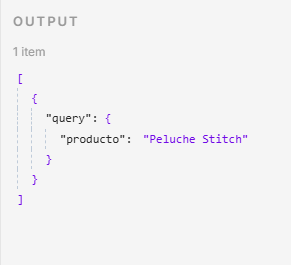 OUTPUT
1 item
[
{
"query": {
"producto": "Peluche Stitch"
}
}
]